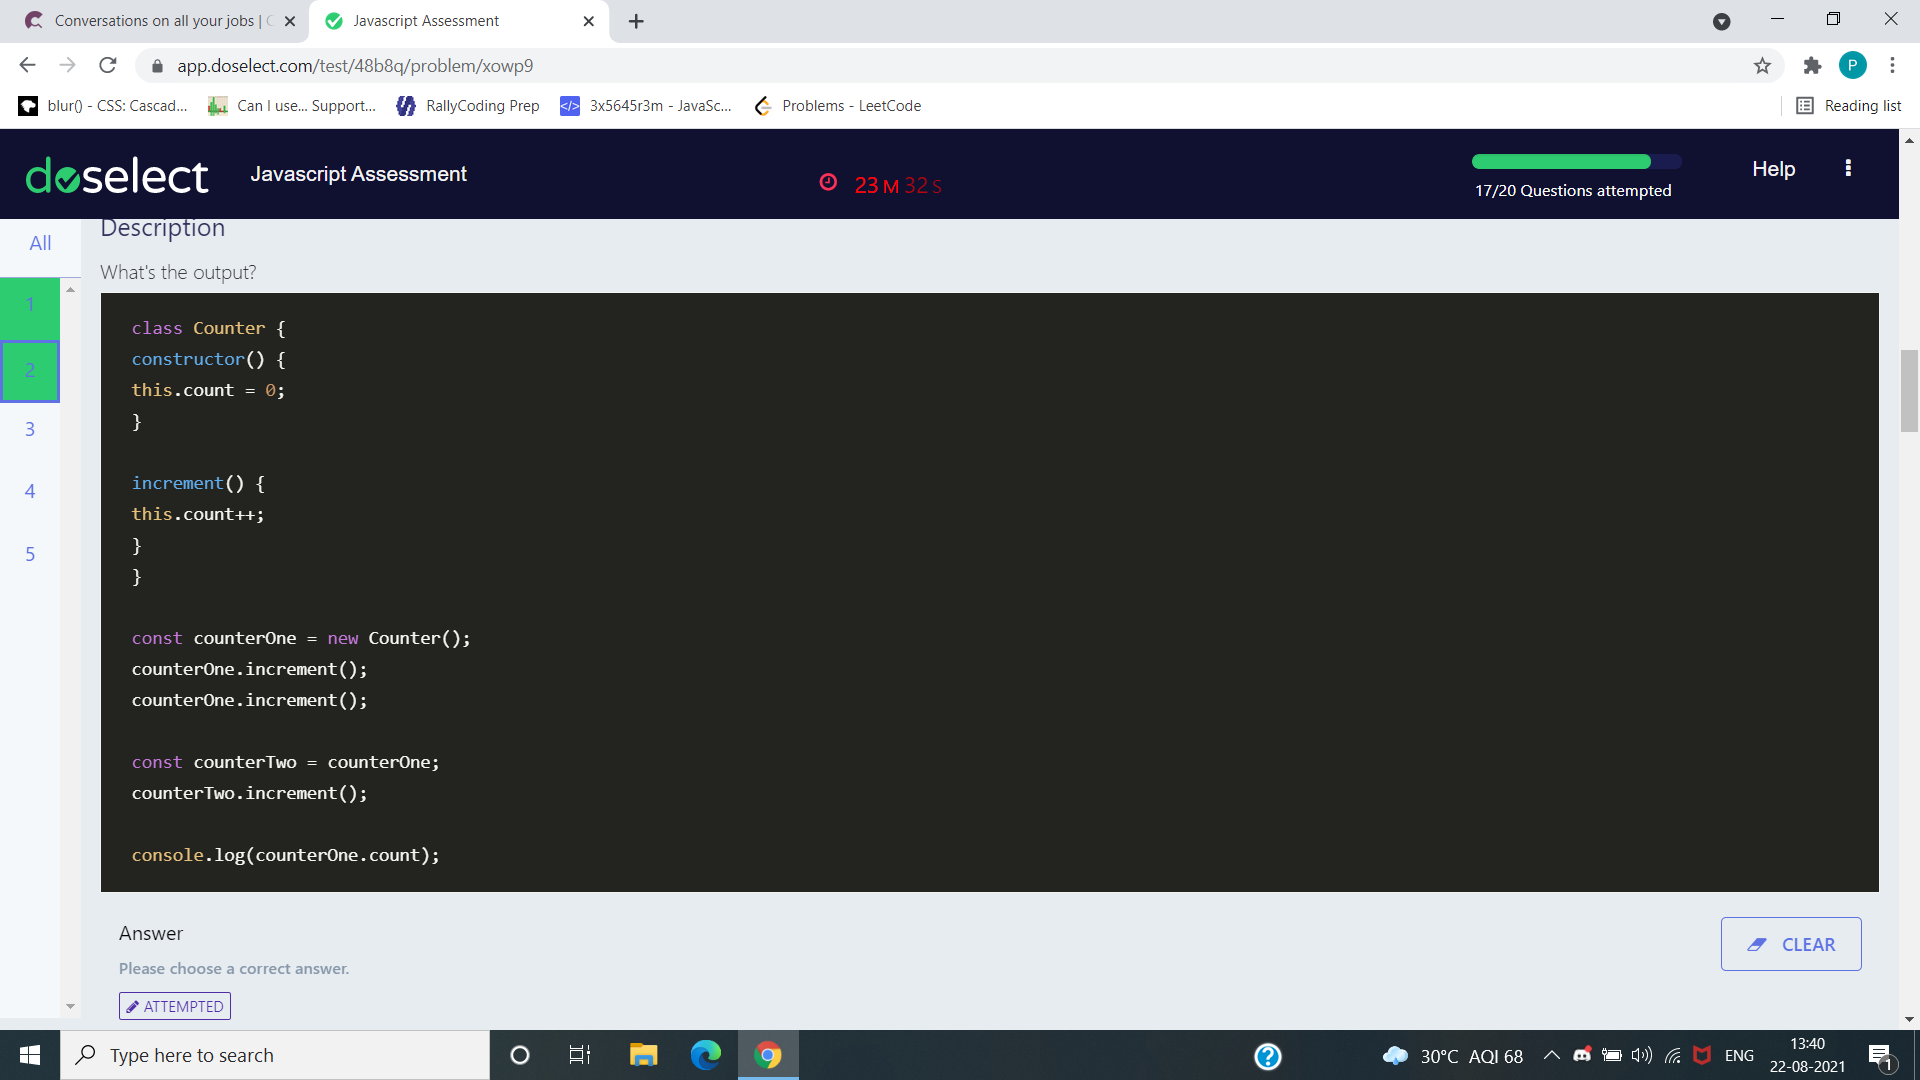 Conversations on all your jobs | C
Javascript Assessment
app.doselect.com/test/48b8q/problem/xowp9
P
blur() - CSS: Cascad...
Can I use... Support...
RallyCoding Prep
3x5645r3m - JavaSc...
Problems - LeetCode
Reading list
doselect
Javascript Assessment
23 M 32 S
17/20 Questions attempted
Help
All
1
2
3
4
5
Description
What's the output?
class Counter {
constructor() {
this.count = 0;
}
increment() {
this.count++;
}
}
const counterOne = new Counter();
counterOne.increment();
counterOne.increment();
const counterTwo = counterOne;
counterTwo.increment();
console.log(counterOne.count);
Answer
Please choose a correct answer.
ATTEMPTED
CLEAR
Type here to search
30°C AQI 68
ENG
13:40
22-08-2021
1